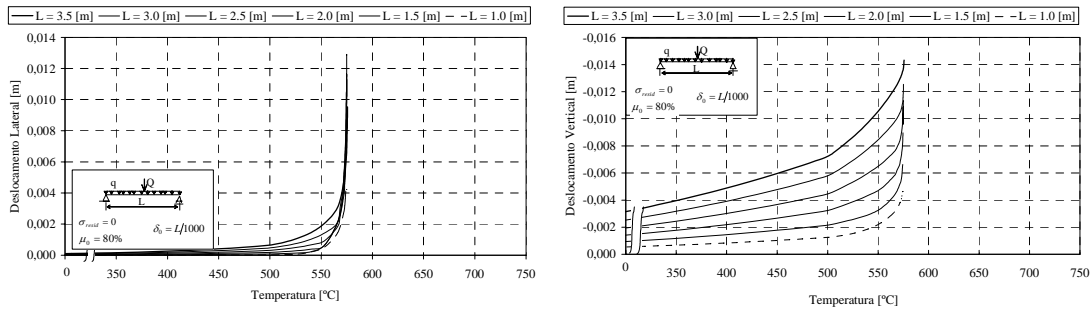 L = 3.5 [m] L = 3.0 [m] L = 2.5 [m] L = 2.0 [m] L = 1.5 [m] L = 1.0 [m]
Deslocamento Lateral [m]
0,014
0,012
0,010
0,008
0,006
0,004
0,002
0,000
q Q
L
σresid = 0
μ0 = 80%
δ0 = L/1000
0 350 400 450 500 550 600 650 700 750
Temperatura [ºC]
L = 3.5 [m] L = 3.0 [m] L = 2.5 [m] L = 2.0 [m] L = 1.5 [m] L = 1.0 [m]
Deslocamento Vertical [m]
-0,016
-0,014
-0,012
-0,010
-0,008
-0,006
-0,004
-0,002
0,000
q Q
L
σresid = 0
μ0 = 80%
δ0 = L/1000
0 350 400 450 500 550 600 650 700 750
Temperatura [ºC]